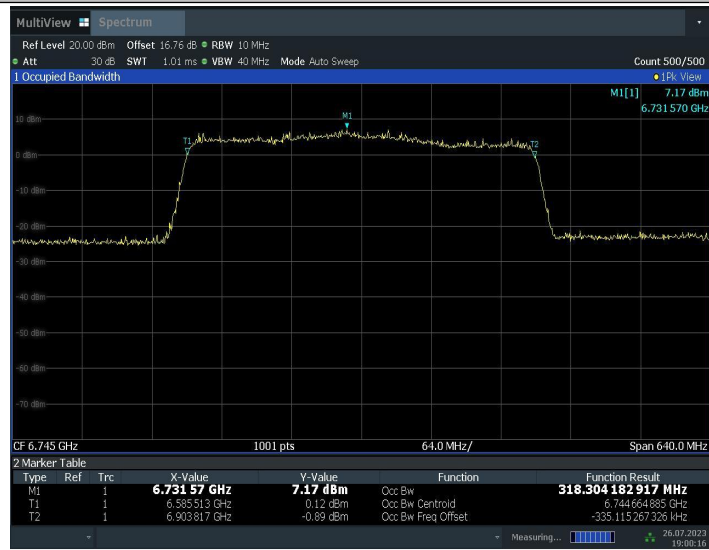 MultiView Spectrum
Ref Level 20.00 dBm Offset 16.76 dB RBW 10 MHz
Att 30 dB SWT 1.01 ms VBW 40 MHz Mode Auto Sweep Count 500/500
1 Occupied Bandwidth 1Pk View
M1[1] 7.17 dBm
6.731 570 GHz
M1
10 dBm
T1
T2
0 dBm
-10 dBm
-20 dBm
-30 dBm
-40 dBm
-50 dBm
-60 dBm
-70 dBm
CF 6.745 GHz 1001 pts 64.0 MHz/ Span 640.0 MHz
2 Marker Table
Type Ref Trc X-Value Y-Value Function Function Result
M1 1 6.731 57 GHz 7.17 dBm Occ Bw 318.304 182 917 MHz
T1 1 6.585 513 GHz 0.12 dBm Occ Bw Centroid 6.744 664 885 GHz
T2 1 6.903 817 GHz -0.89 dBm Occ Bw Freq Offset -335.115 267 326 kHz
Measuring... 26.07.2023
19:00:16